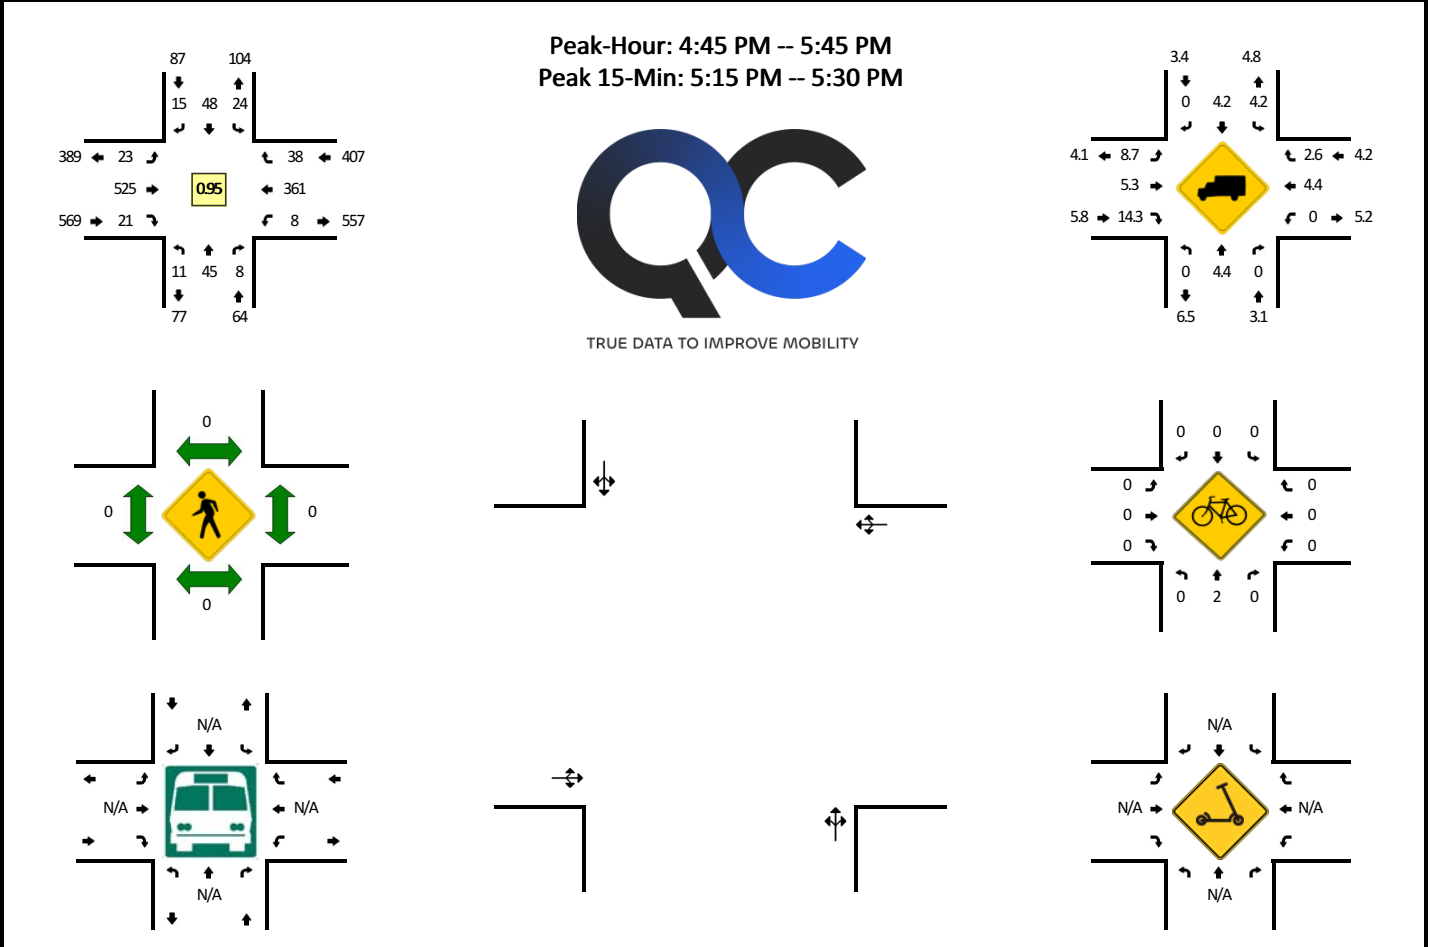 Peak-Hour: 4:45 PM -- 5:45 PM
Peak 15-Min: 5:15 PM -- 5:30 PM
87 104
15 48 24
389 23 38 407
525 0.95 361
569 21 8 557
11 45 8
77 64
QC
TRUE DATA TO IMPROVE MOBILITY
3.4 4.8
0 4.2 4.2
4.1 8.7 2.6 4.2
5.3 4.4
5.8 14.3 0 5.2
0 4.4 0
6.5 3.1
0
0 0
0
0 0 0
0 0
0 0
0 0
0 2 0
N/A
N/A N/A
N/A
N/A
N/A N/A
N/A